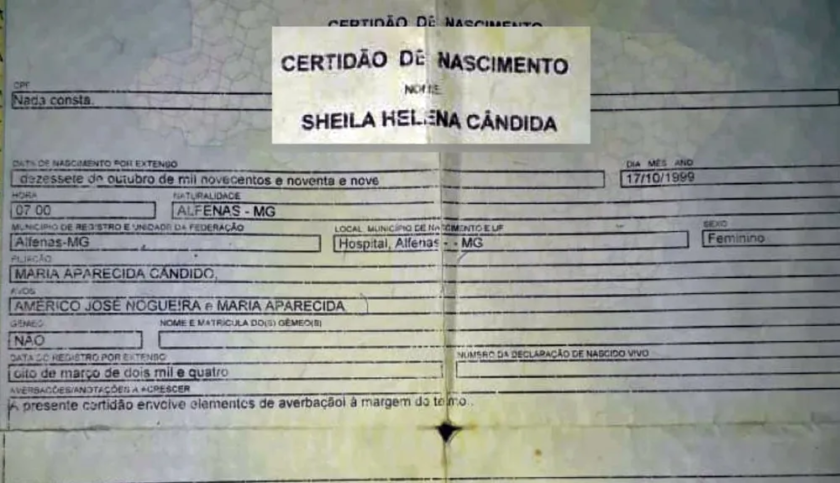 CERTIDÃO DE NASCIMENTO
CERTIDÃO DE NASCIMENTO
NOME
SHEILA HELENA CÂNDIDA
CPF
Nada consta.
DATA DE NASCIMENTO POR EXTENSO
DIA MÊS ANO
dezessete de outubro de mil novecentos e noventa e nove
17/10/1999
HORA
NATURALIDADE
07:00
ALFENAS - MG
MUNICÍPIO DE REGISTRO E UNIDADE DA FEDERAÇÃO
LOCAL, MUNICÍPIO DE NASCIMENTO E UF
SEXO
Alfenas-MG
Hospital, Alfenas - - MG
Feminino
FILIAÇÃO
MARIA APARECIDA CÂNDIDO,
AVÓS
AMÉRICO JOSÉ NOGUEIRA e MARIA APARECIDA
GÊMEO
NOME E MATRÍCULA DO(S) GÊMEO(S)
NÃO
DATA DO REGISTRO POR EXTENSO
NÚMERO DA DECLARAÇÃO DE NASCIDO VIVO
oito de março de dois mil e quatro
AVERBAÇÕES/ANOTAÇÕES A ACRESCER
A presente certidão envolve elementos de averbaçãoi à margem do termo.